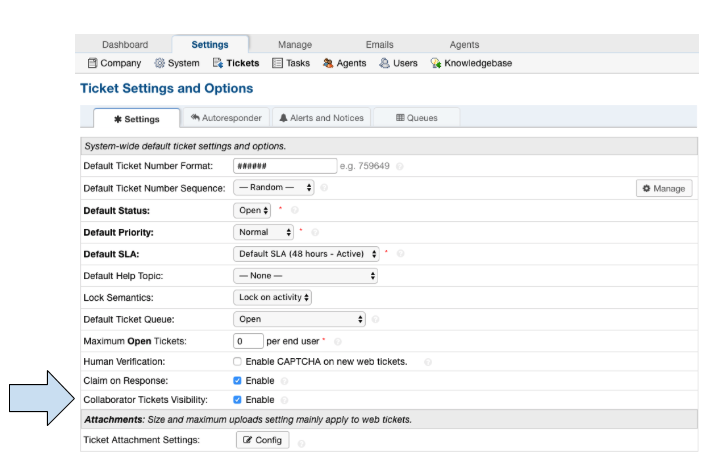 Dashboard Settings Manage Emails Agents
Company System Tickets Tasks Agents Users Knowledgebase
Ticket Settings and Options
Settings Autoresponder Alerts and Notices Queues
System-wide default ticket settings and options.
Default Ticket Number Format: ###### e.g. 759649
Default Ticket Number Sequence: — Random — Manage
Default Status: Open *
Default Priority: Normal *
Default SLA: Default SLA (48 hours - Active) *
Default Help Topic: — None —
Lock Semantics: Lock on activity
Default Ticket Queue: Open
Maximum Open Tickets: 0 per end user *
Human Verification: Enable CAPTCHA on new web tickets.
Claim on Response: Enable
Collaborator Tickets Visibility: Enable
Attachments: Size and maximum uploads setting mainly apply to web tickets.
Ticket Attachment Settings: Config